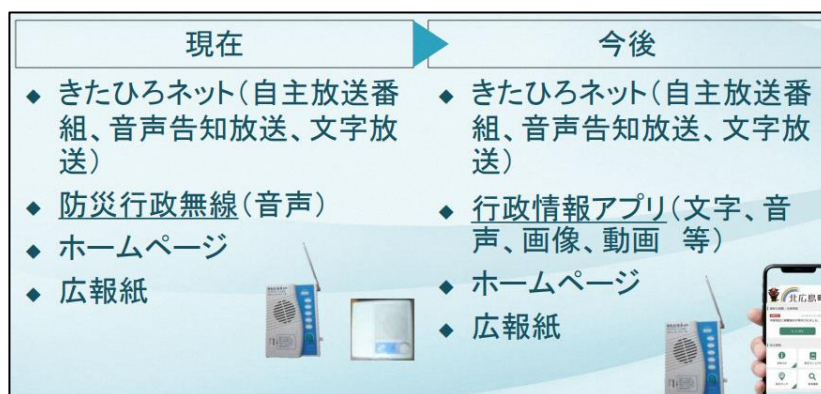 現在
◆ きたひろネット(自主放送番
組、音声告知放送、文字放
送)
◆ 防災行政無線(音声)
◆ ホームページ
◆ 広報紙
今後
◆ きたひろネット(自主放送番
組、音声告知放送、文字放
送)
◆ 行政情報アプリ(文字、音
声、画像、動画 等)
◆ ホームページ
◆ 広報紙
北広島町